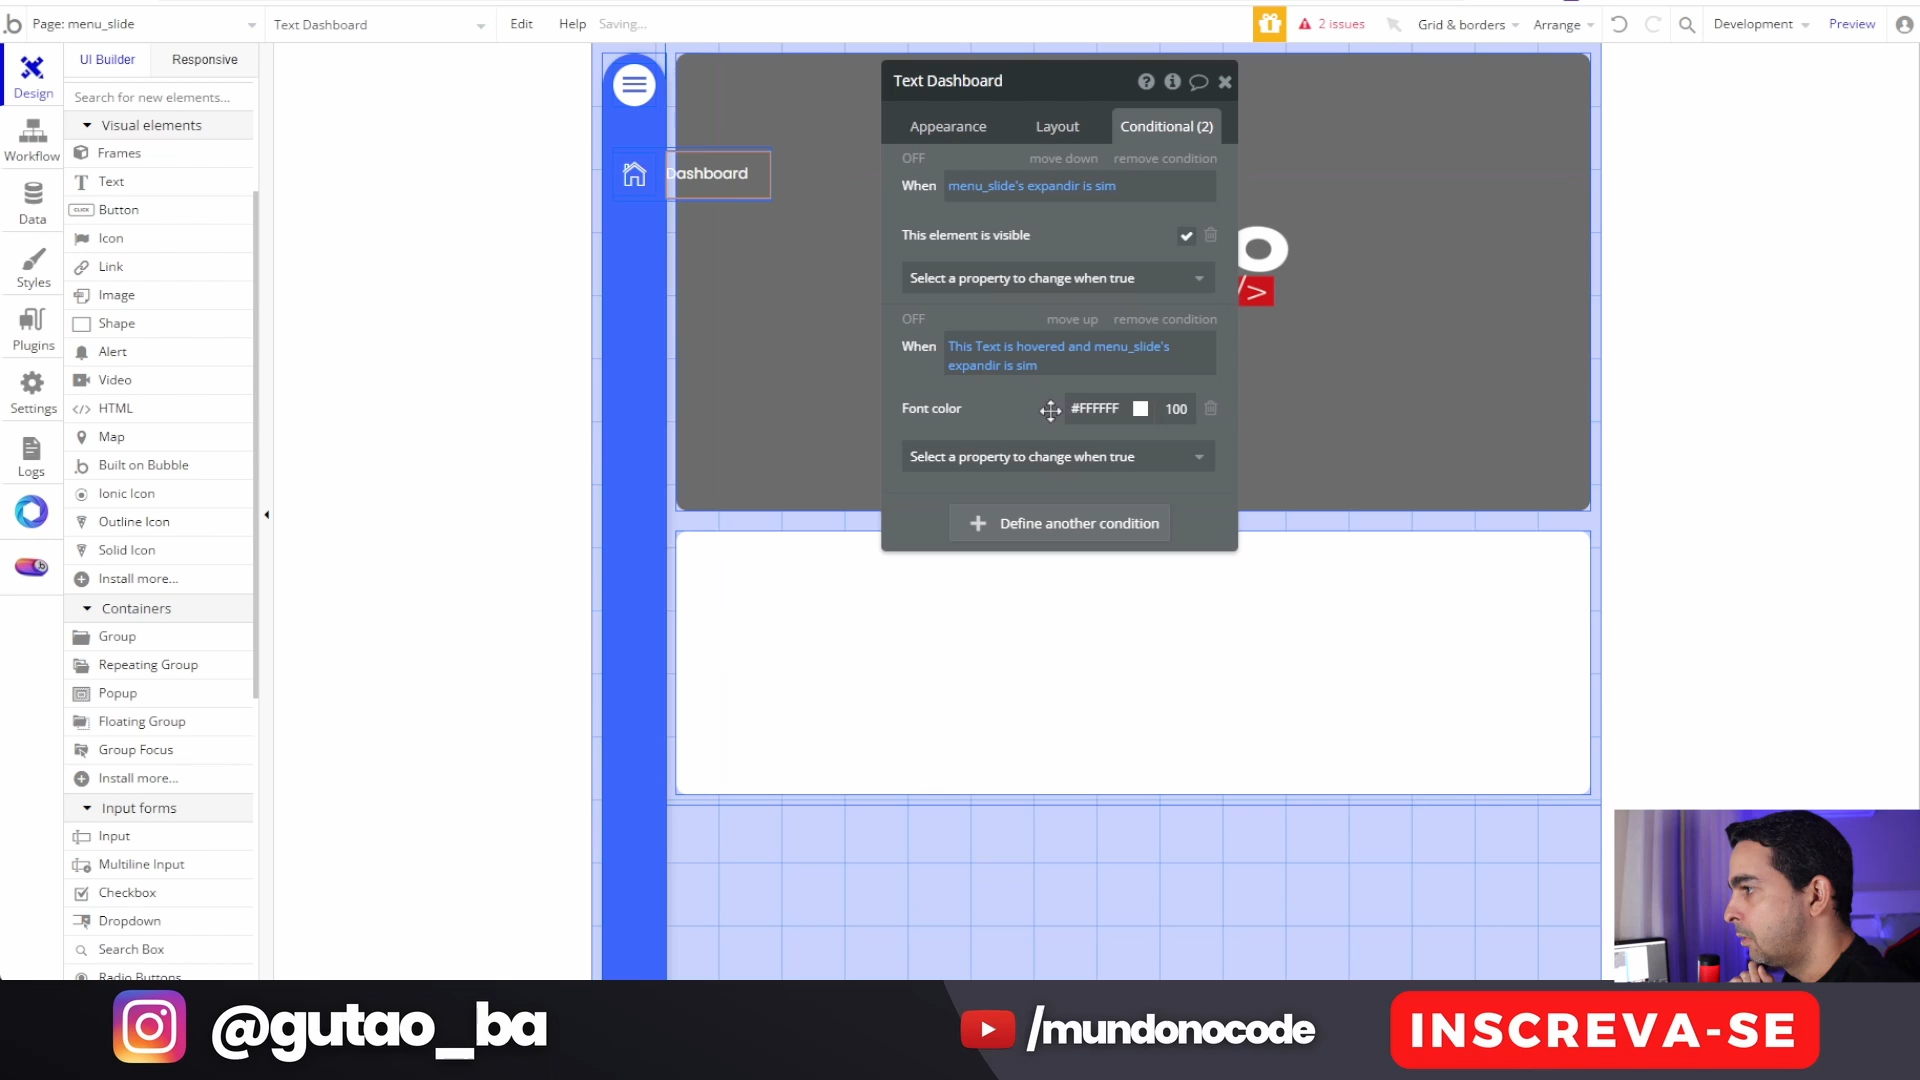 Page: menu_slide
Text Dashboard
Edit
Help
Saving...
2 issues
Grid & borders
Arrange
Development
Preview
UI Builder
Responsive
Design
Workflow
Data
Styles
Plugins
Settings
Logs
Search for new elements...
Visual elements
Frames
Text
CLICK Button
Icon
Link
Image
Shape
Alert
Video
HTML
Map
Built on Bubble
Ionic Icon
Outline Icon
Solid Icon
Install more...
Containers
Group
Repeating Group
Popup
Floating Group
Group Focus
Install more...
Input forms
Input
Multiline Input
Checkbox
Dropdown
Search Box
Radio Buttons
Dashboard
Text Dashboard
Appearance
Layout
Conditional (2)
OFF
move down
remove condition
When
menu_slide's expandir is sim
This element is visible
Select a property to change when true
OFF
move up
remove condition
When
This Text is hovered and menu_slide's
expandir is sim
Font color
#FFFFFF
100
Select a property to change when true
Define another condition
O
/>
@gutao_ba
/mundonocode
INSCREVA-SE